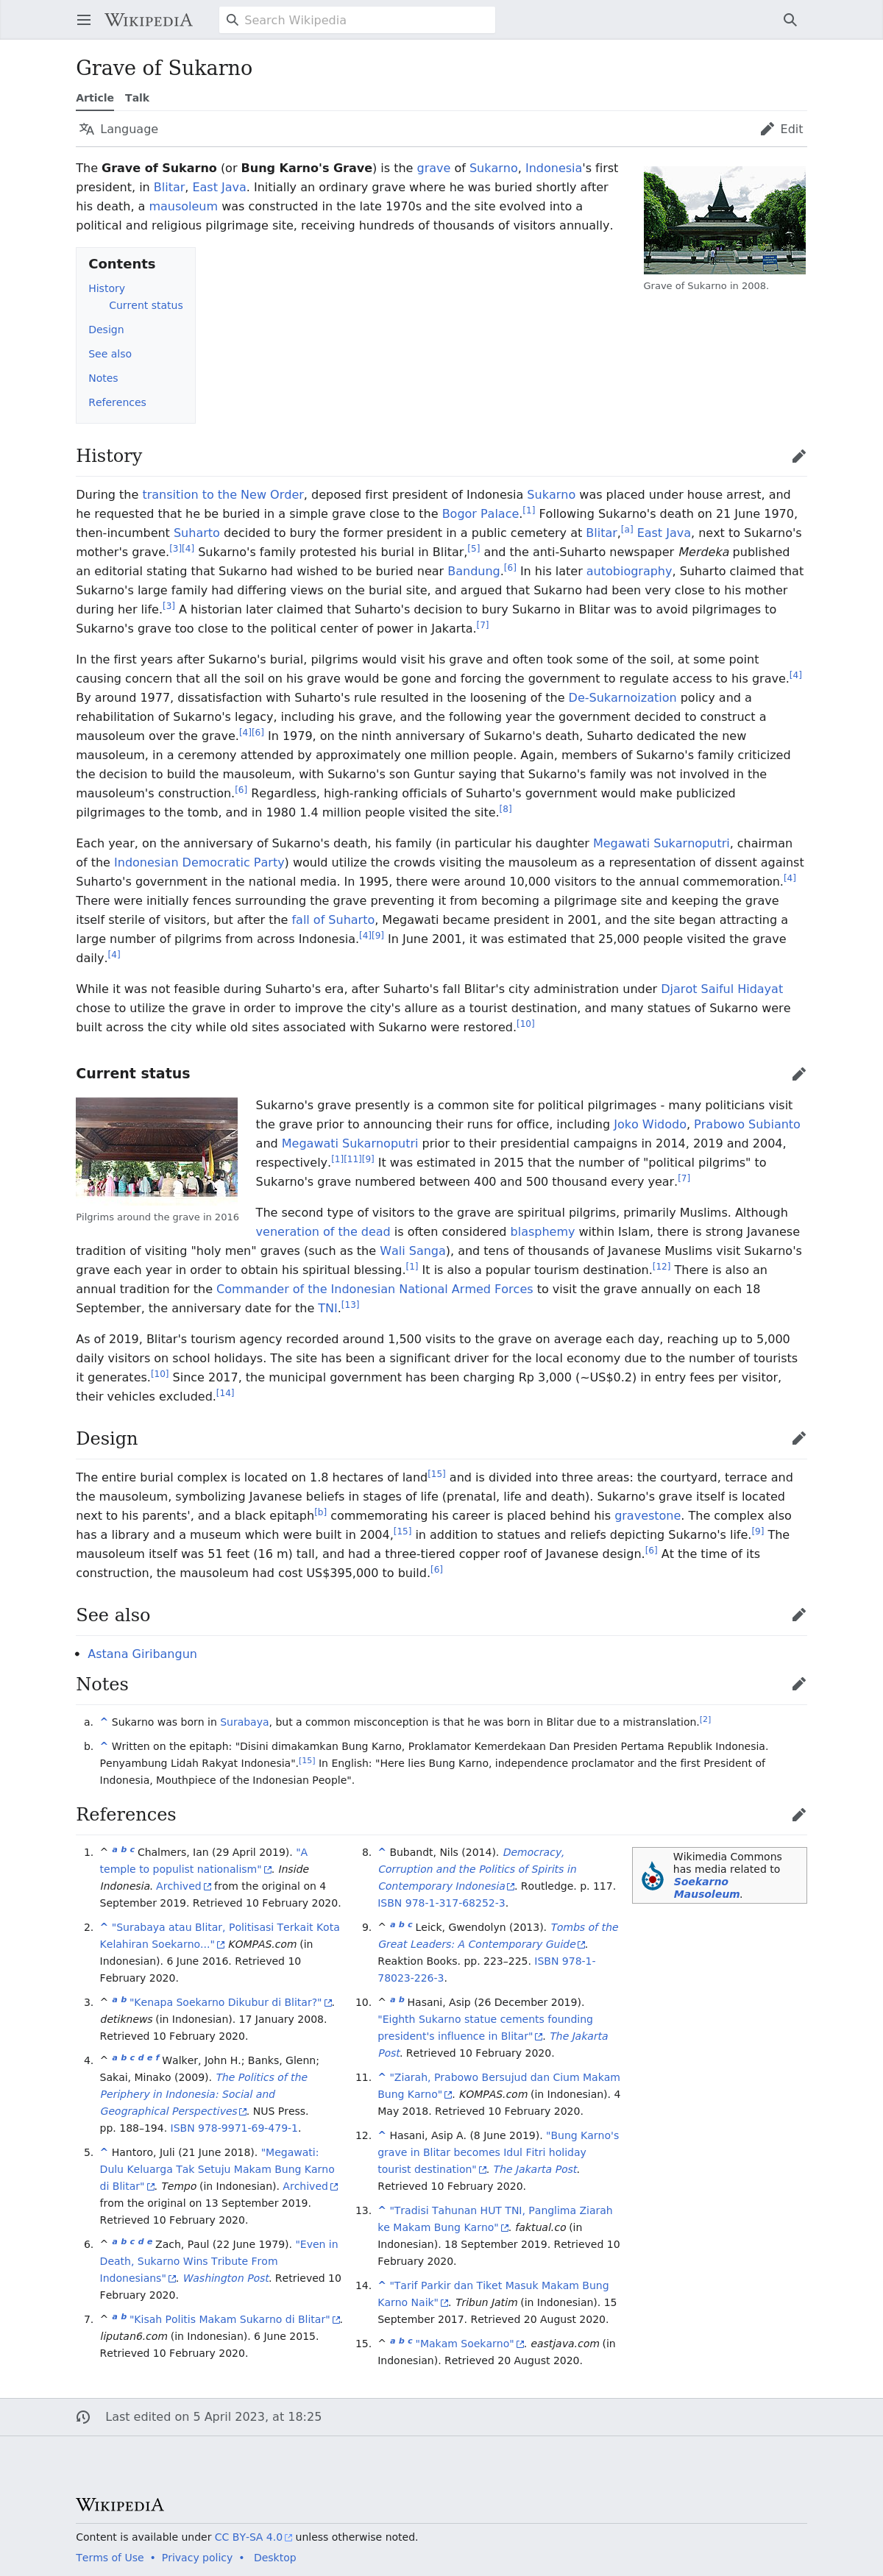 WIKIPEDIA
Search Wikipedia
Grave of Sukarno
Article Talk
Language
Edit
The Grave of Sukarno (or Bung Karno's Grave) is the grave of Sukarno, Indonesia's first
president, in Blitar, East Java. Initially an ordinary grave where he was buried shortly after
his death, a mausoleum was constructed in the late 1970s and the site evolved into a
political and religious pilgrimage site, receiving hundreds of thousands of visitors annually.
Grave of Sukarno in 2008.
Contents
History
Current status
Design
See also
Notes
References
History
During the transition to the New Order, deposed first president of Indonesia Sukarno was placed under house arrest, and
he requested that he be buried in a simple grave close to the Bogor Palace.[1] Following Sukarno's death on 21 June 1970,
then-incumbent Suharto decided to bury the former president in a public cemetery at Blitar,[a] East Java, next to Sukarno's
mother's grave.[3][4] Sukarno's family protested his burial in Blitar,[5] and the anti-Suharto newspaper Merdeka published
an editorial stating that Sukarno had wished to be buried near Bandung.[6] In his later autobiography, Suharto claimed that
Sukarno's large family had differing views on the burial site, and argued that Sukarno had been very close to his mother
during her life.[3] A historian later claimed that Suharto's decision to bury Sukarno in Blitar was to avoid pilgrimages to
Sukarno's grave too close to the political center of power in Jakarta.[7]
In the first years after Sukarno's burial, pilgrims would visit his grave and often took some of the soil, at some point
causing concern that all the soil on his grave would be gone and forcing the government to regulate access to his grave.[4]
By around 1977, dissatisfaction with Suharto's rule resulted in the loosening of the De-Sukarnoization policy and a
rehabilitation of Sukarno's legacy, including his grave, and the following year the government decided to construct a
mausoleum over the grave.[4][6] In 1979, on the ninth anniversary of Sukarno's death, Suharto dedicated the new
mausoleum, in a ceremony attended by approximately one million people. Again, members of Sukarno's family criticized
the decision to build the mausoleum, with Sukarno's son Guntur saying that Sukarno's family was not involved in the
mausoleum's construction.[6] Regardless, high-ranking officials of Suharto's government would make publicized
pilgrimages to the tomb, and in 1980 1.4 million people visited the site.[8]
Each year, on the anniversary of Sukarno's death, his family (in particular his daughter Megawati Sukarnoputri, chairman
of the Indonesian Democratic Party) would utilize the crowds visiting the mausoleum as a representation of dissent against
Suharto's government in the national media. In 1995, there were around 10,000 visitors to the annual commemoration.[4]
There were initially fences surrounding the grave preventing it from becoming a pilgrimage site and keeping the grave
itself sterile of visitors, but after the fall of Suharto, Megawati became president in 2001, and the site began attracting a
large number of pilgrims from across Indonesia.[4][9] In June 2001, it was estimated that 25,000 people visited the grave
daily.[4]
While it was not feasible during Suharto's era, after Suharto's fall Blitar's city administration under Djarot Saiful Hidayat
chose to utilize the grave in order to improve the city's allure as a tourist destination, and many statues of Sukarno were
built across the city while old sites associated with Sukarno were restored.[10]
Current status
Sukarno's grave presently is a common site for political pilgrimages - many politicians visit
the grave prior to announcing their runs for office, including Joko Widodo, Prabowo Subianto
and Megawati Sukarnoputri prior to their presidential campaigns in 2014, 2019 and 2004,
respectively.[1][11][9] It was estimated in 2015 that the number of "political pilgrims" to
Sukarno's grave numbered between 400 and 500 thousand every year.[7]
Pilgrims around the grave in 2016
The second type of visitors to the grave are spiritual pilgrims, primarily Muslims. Although
veneration of the dead is often considered blasphemy within Islam, there is strong Javanese
tradition of visiting "holy men" graves (such as the Wali Sanga), and tens of thousands of Javanese Muslims visit Sukarno's
grave each year in order to obtain his spiritual blessing.[1] It is also a popular tourism destination.[12] There is also an
annual tradition for the Commander of the Indonesian National Armed Forces to visit the grave annually on each 18
September, the anniversary date for the TNI.[13]
As of 2019, Blitar's tourism agency recorded around 1,500 visits to the grave on average each day, reaching up to 5,000
daily visitors on school holidays. The site has been a significant driver for the local economy due to the number of tourists
it generates.[10] Since 2017, the municipal government has been charging Rp 3,000 (~US$0.2) in entry fees per visitor,
their vehicles excluded.[14]
Design
The entire burial complex is located on 1.8 hectares of land[15] and is divided into three areas: the courtyard, terrace and
the mausoleum, symbolizing Javanese beliefs in stages of life (prenatal, life and death). Sukarno's grave itself is located
next to his parents', and a black epitaph[b] commemorating his career is placed behind his gravestone. The complex also
has a library and a museum which were built in 2004,[15] in addition to statues and reliefs depicting Sukarno's life.[9] The
mausoleum itself was 51 feet (16 m) tall, and had a three-tiered copper roof of Javanese design.[6] At the time of its
construction, the mausoleum had cost US$395,000 to build.[6]
See also
• Astana Giribangun
Notes
a. ^ Sukarno was born in Surabaya, but a common misconception is that he was born in Blitar due to a mistranslation.[2]
b. ^ Written on the epitaph: "Disini dimakamkan Bung Karno, Proklamator Kemerdekaan Dan Presiden Pertama Republik Indonesia.
Penyambung Lidah Rakyat Indonesia".[15] In English: "Here lies Bung Karno, independence proclamator and the first President of
Indonesia, Mouthpiece of the Indonesian People".
References
1. ^ a b c Chalmers, Ian (29 April 2019). "A
temple to populist nationalism". Inside
Indonesia. Archived from the original on 4
September 2019. Retrieved 10 February 2020.
2. ^ "Surabaya atau Blitar, Politisasi Terkait Kota
Kelahiran Soekarno..." KOMPAS.com (in
Indonesian). 6 June 2016. Retrieved 10
February 2020.
3. ^ a b "Kenapa Soekarno Dikubur di Blitar?".
detiknews (in Indonesian). 17 January 2008.
Retrieved 10 February 2020.
4. ^ a b c d e f Walker, John H.; Banks, Glenn;
Sakai, Minako (2009). The Politics of the
Periphery in Indonesia: Social and
Geographical Perspectives. NUS Press.
pp. 188–194. ISBN 978-9971-69-479-1.
5. ^ Hantoro, Juli (21 June 2018). "Megawati:
Dulu Keluarga Tak Setuju Makam Bung Karno
di Blitar". Tempo (in Indonesian). Archived
from the original on 13 September 2019.
Retrieved 10 February 2020.
6. ^ a b c d e Zach, Paul (22 June 1979). "Even in
Death, Sukarno Wins Tribute From
Indonesians". Washington Post. Retrieved 10
February 2020.
7. ^ a b "Kisah Politis Makam Sukarno di Blitar".
liputan6.com (in Indonesian). 6 June 2015.
Retrieved 10 February 2020.
8. ^ Bubandt, Nils (2014). Democracy,
Corruption and the Politics of Spirits in
Contemporary Indonesia. Routledge. p. 117.
ISBN 978-1-317-68252-3.
9. ^ a b c Leick, Gwendolyn (2013). Tombs of the
Great Leaders: A Contemporary Guide.
Reaktion Books. pp. 223–225. ISBN 978-1-
78023-226-3.
10. ^ a b Hasani, Asip (26 December 2019).
"Eighth Sukarno statue cements founding
president's influence in Blitar". The Jakarta
Post. Retrieved 10 February 2020.
11. ^ "Ziarah, Prabowo Bersujud dan Cium Makam
Bung Karno". KOMPAS.com (in Indonesian). 4
May 2018. Retrieved 10 February 2020.
12. ^ Hasani, Asip A. (8 June 2019). "Bung Karno's
grave in Blitar becomes Idul Fitri holiday
tourist destination". The Jakarta Post.
Retrieved 10 February 2020.
13. ^ "Tradisi Tahunan HUT TNI, Panglima Ziarah
ke Makam Bung Karno". faktual.co (in
Indonesian). 18 September 2019. Retrieved 10
February 2020.
14. ^ "Tarif Parkir dan Tiket Masuk Makam Bung
Karno Naik". Tribun Jatim (in Indonesian). 15
September 2017. Retrieved 20 August 2020.
15. ^ a b c "Makam Soekarno". eastjava.com (in
Indonesian). Retrieved 20 August 2020.
Wikimedia Commons
has media related to
Soekarno
Mausoleum.
Last edited on 5 April 2023, at 18:25
WIKIPEDIA
Content is available under CC BY-SA 4.0 unless otherwise noted.
Terms of Use • Privacy policy • Desktop